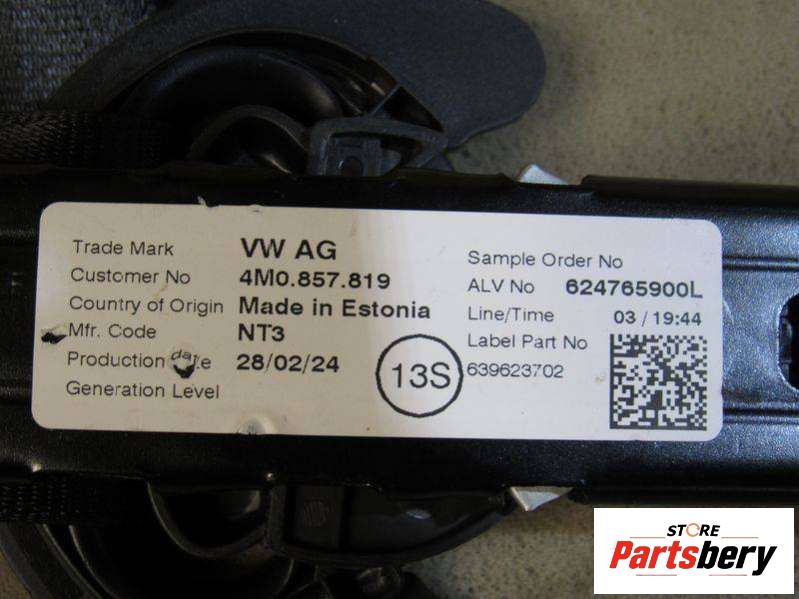 Trade Mark VW AG
Customer No 4M0.857.819
Country of Origin Made in Estonia
Mfr. Code NT3
Production date 28/02/24
Generation Level
13S
Sample Order No
ALV No 624765900L
Line/Time 03 / 19:44
Label Part No
639623702
STORE
Partsbery